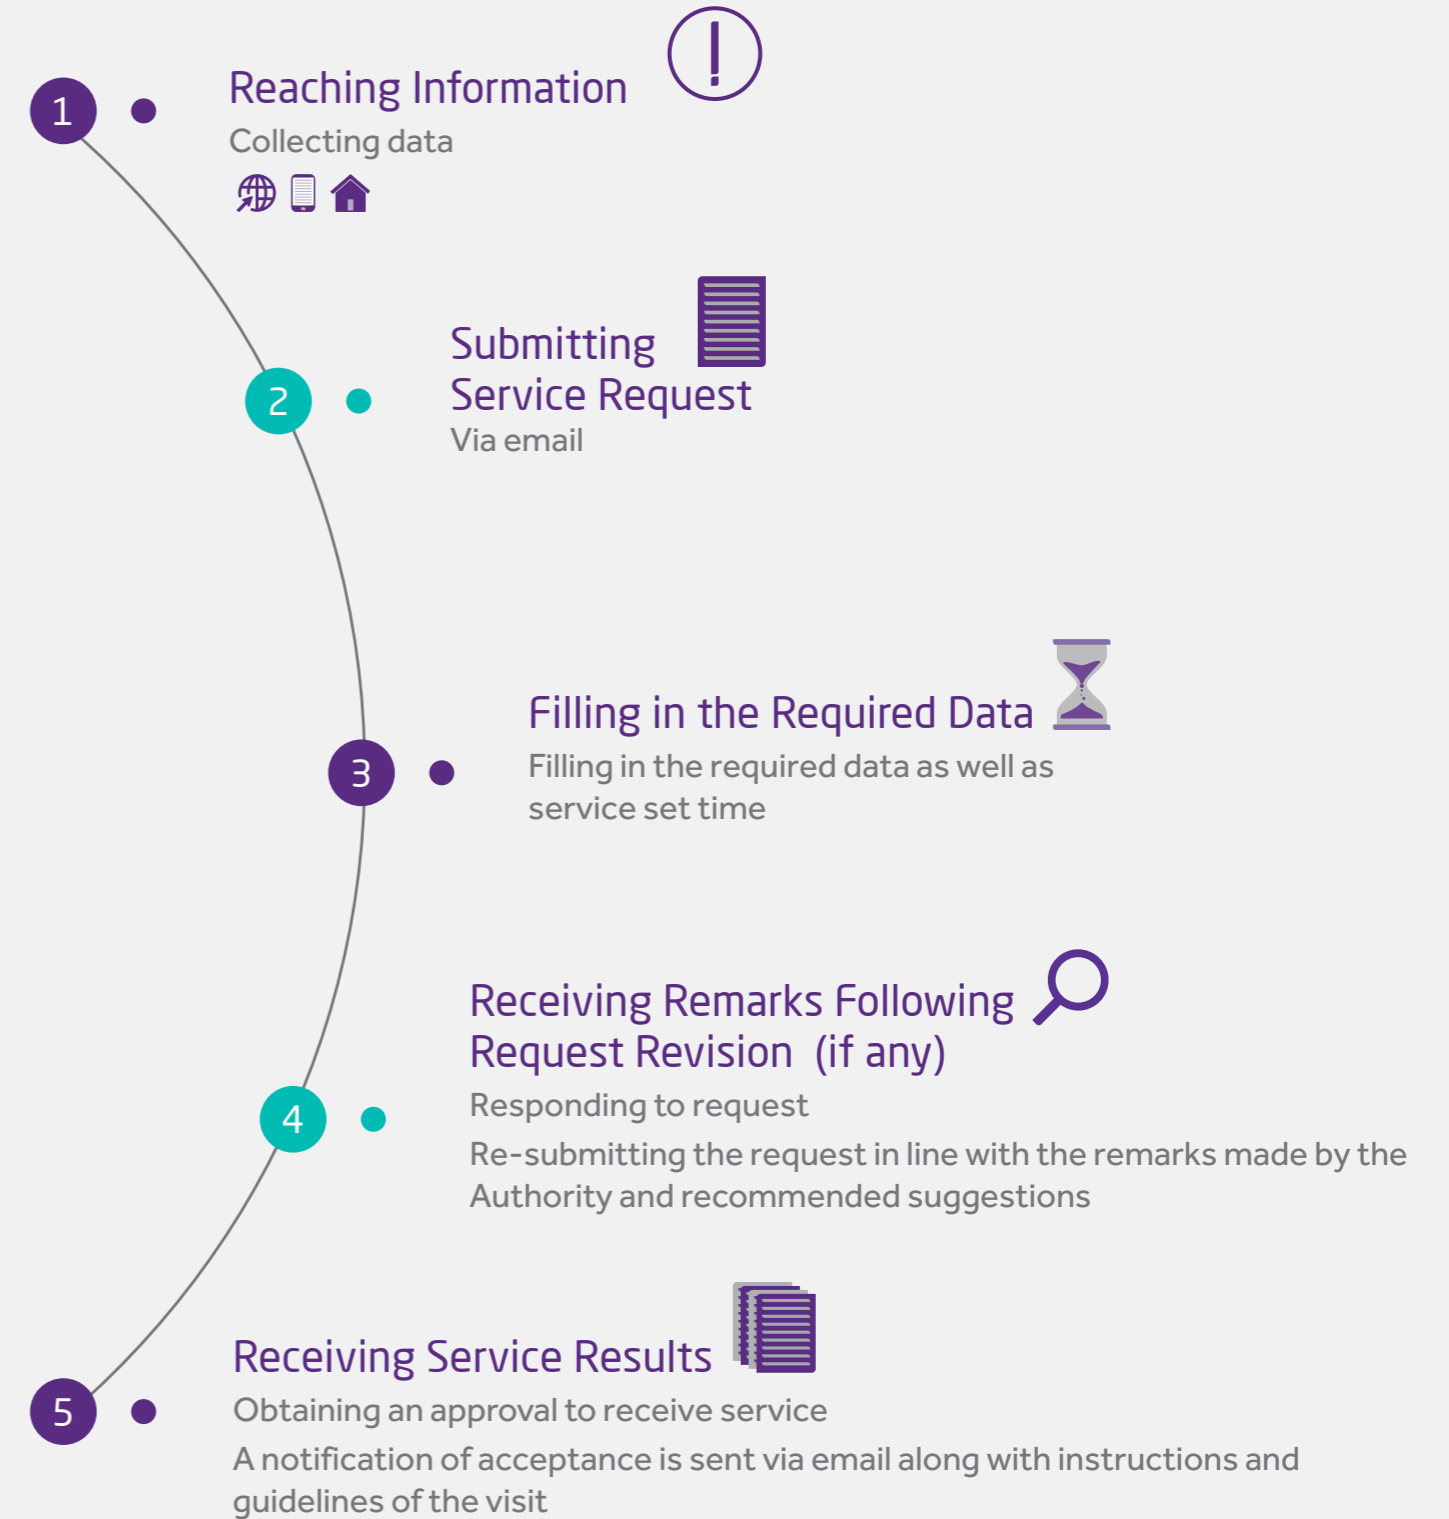 1
Reaching Information
Collecting data
2
Submitting
Service Request
Via email
3
Filling in the Required Data
Filling in the required data as well as
service set time
4
Receiving Remarks Following
Request Revision (if any)
Responding to request
Re-submitting the request in line with the remarks made by the
Authority and recommended suggestions
5
Receiving Service Results
Obtaining an approval to receive service
A notification of acceptance is sent via email along with instructions and
guidelines of the visit